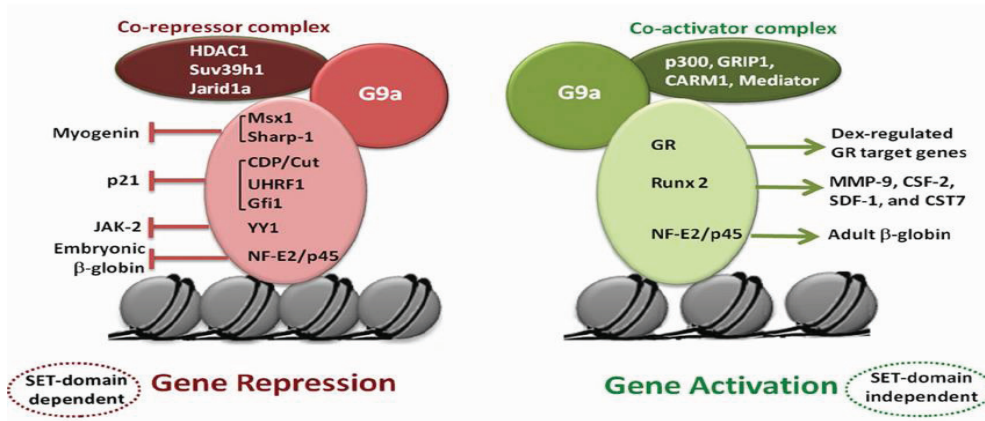 Co-repressor complex
HDAC1
Suv39h1
Jarid1a
G9a
Myogenin
Msx1
Sharp-1
p21
CDP/Cut
UHRF1
Gfi1
JAK-2
YY1
Embryonic
β-globin
NF-E2/p45
SET-domain
dependent
Gene Repression
Co-activator complex
p300, GRIP1,
CARM1, Mediator
G9a
GR
Dex-regulated
GR target genes
Runx 2
MMP-9, CSF-2,
SDF-1, and CST7
NF-E2/p45
Adult β-globin
Gene Activation
SET-domain
independent